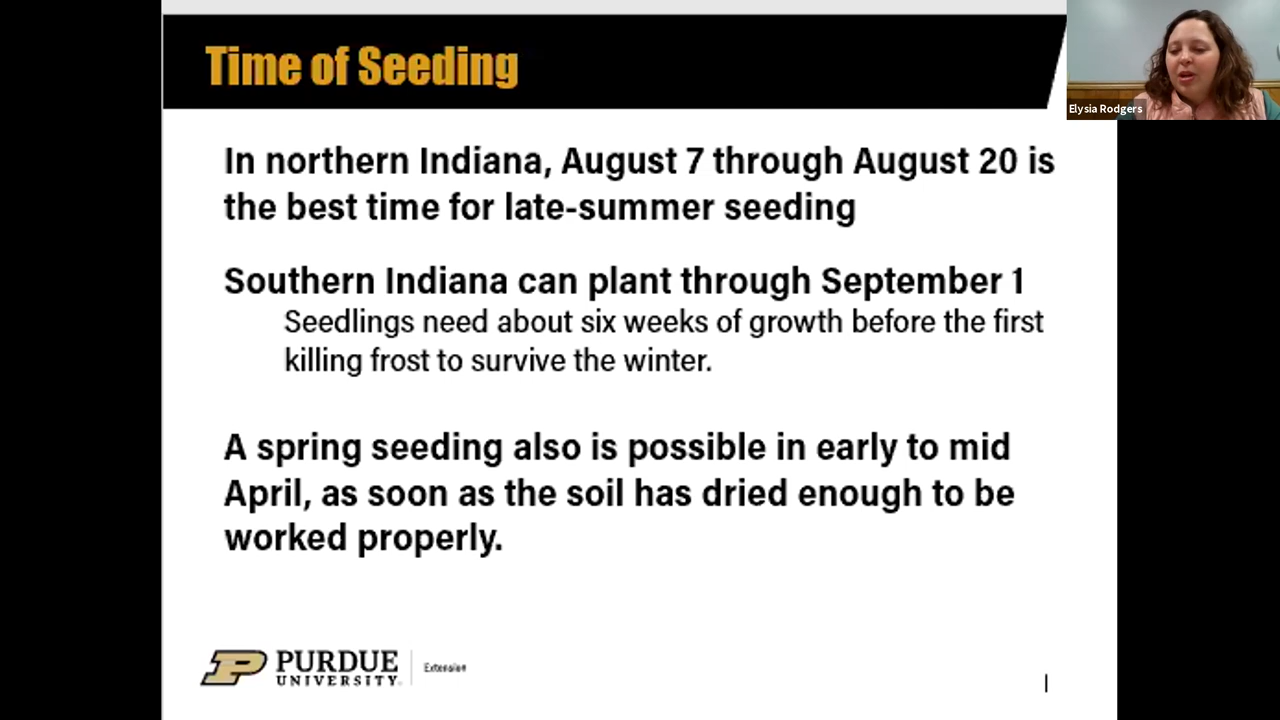 Time of Seeding
Elysia Rodgers
In northern Indiana, August 7 through August 20 is
the best time for late-summer seeding
Southern Indiana can plant through September 1
Seedlings need about six weeks of growth before the first
killing frost to survive the winter.
A spring seeding also is possible in early to mid
April, as soon as the soil has dried enough to be
worked properly.
P PURDUE
UNIVERSITY.
Extension